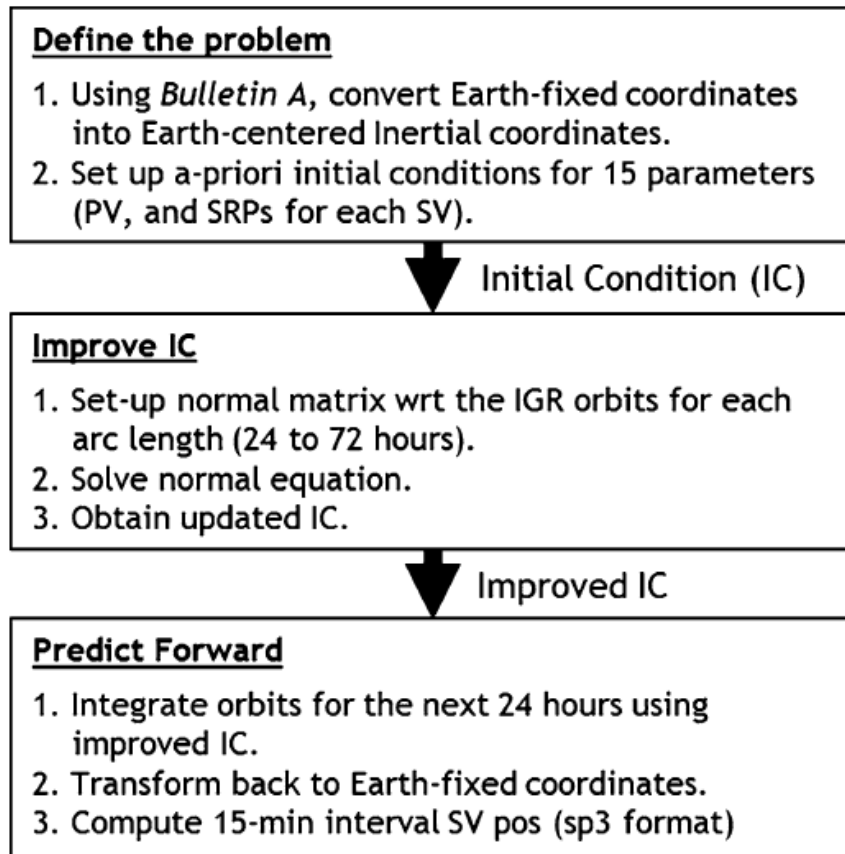 Define the problem
1. Using Bulletin A, convert Earth-fixed coordinates
into Earth-centered Inertial coordinates.
2. Set up a-priori initial conditions for 15 parameters
(PV, and SRPs for each SV).
Initial Condition (IC)
Improve IC
1. Set-up normal matrix wrt the IGR orbits for each
arc length (24 to 72 hours).
2. Solve normal equation.
3. Obtain updated IC.
Improved IC
Predict Forward
1. Integrate orbits for the next 24 hours using
improved IC.
2. Transform back to Earth-fixed coordinates.
3. Compute 15-min interval SV pos (sp3 format)